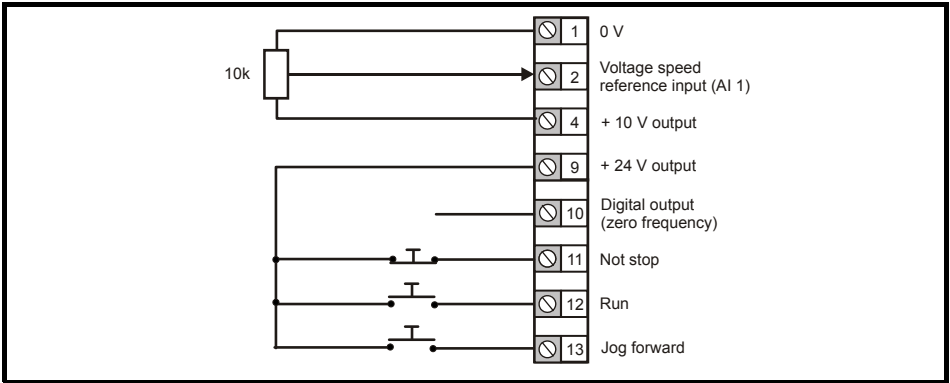 1 0 V
10k
2 Voltage speed
reference input (AI 1)
4 + 10 V output
9 + 24 V output
10 Digital output
(zero frequency)
11 Not stop
12 Run
13 Jog forward